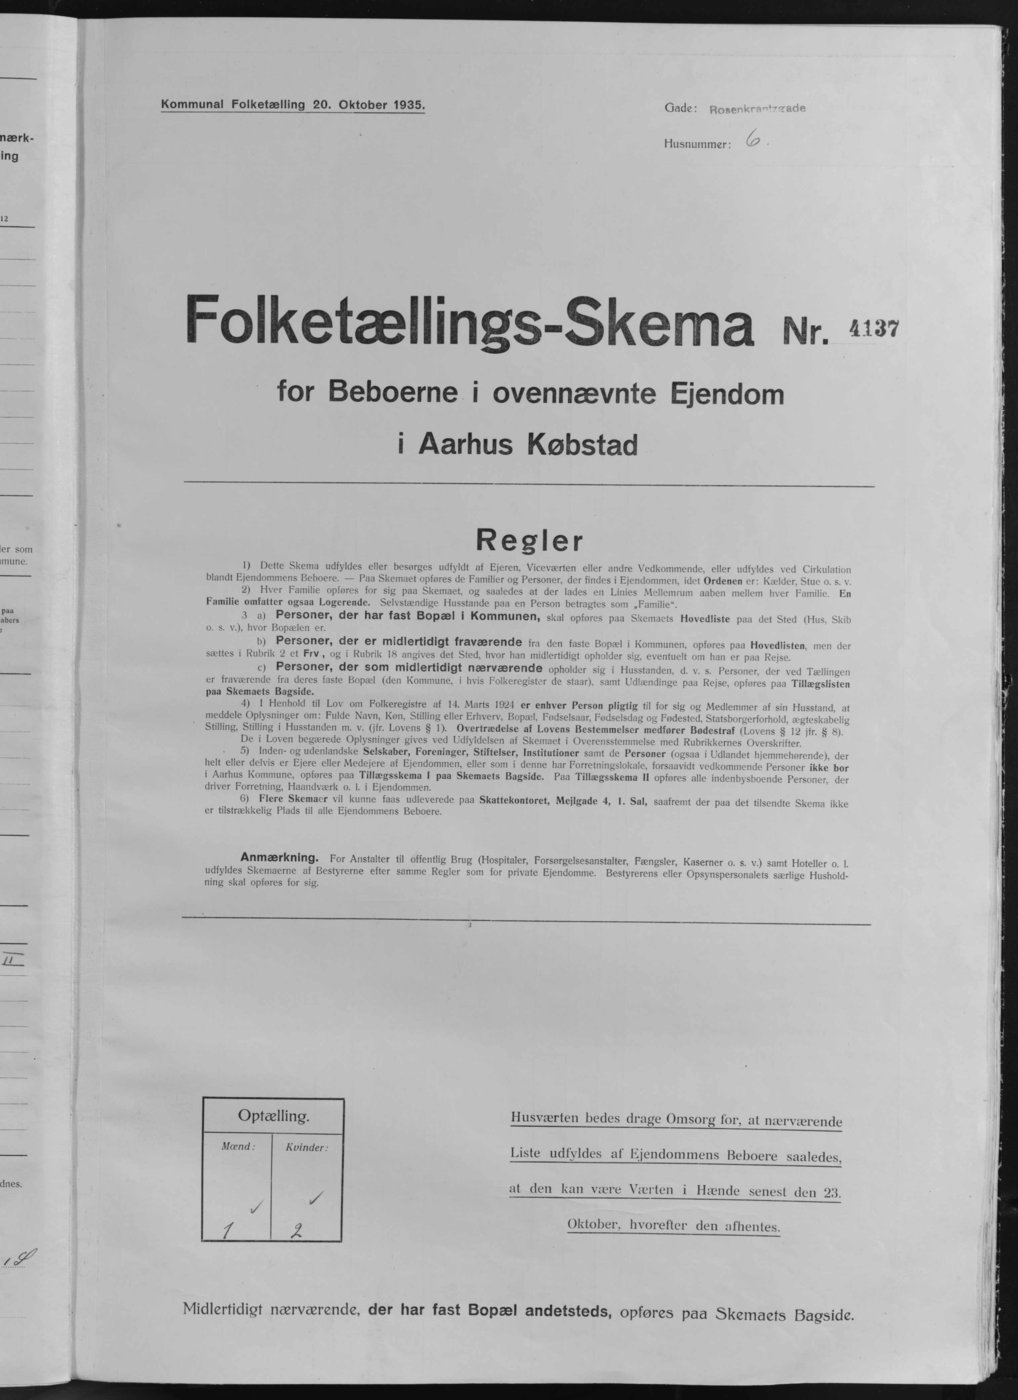 nærk-
ing
12
ler som
mmune.
paa
abers
II
dnes.
Kommunal Folketælling 20. Oktober 1935.
Gade: Rosenkrantzgade
Husnummer: 6.
Folketællings-Skema Nr. 4137
for Beboerne i ovennævnte Ejendom
i Aarhus Købstad
Regler
1) Dette Skema udfyldes eller besørges udfyldt af Ejeren, Viceværten eller andre Vedkommende, eller udfyldes ved Cirkulation
blandt Ejendommens Beboere. — Paa Skemaet opføres de Familier og Personer, der findes i Ejendommen, idet Ordenen er: Kælder, Stue o. s. v.
2) Hver Familie opføres for sig paa Skemaet, og saaledes at der lades en Linies Mellemrum aaben mellem hver Familie. En
Familie omfatter ogsaa Logerende. Selvstændige Husstande paa en Person betragtes som „Familie“.
3 a) Personer, der har fast Bopæl i Kommunen, skal opføres paa Skemaets Hovedliste paa det Sted (Hus, Skib
o. s. v.), hvor Bopælen er.
b) Personer, der er midlertidigt fraværende fra den faste Bopæl i Kommunen, opføres paa Hovedlisten, men der
sættes i Rubrik 2 et Frv , og i Rubrik 18 angives det Sted, hvor han midlertidigt opholder sig, eventuelt om han er paa Rejse.
c) Personer, der som midlertidigt nærværende opholder sig i Husstanden, d. v. s. Personer, der ved Tællingen
er fraværende fra deres faste Bopæl (den Kommune, i hvis Folkeregister de staar), samt Udlændinge paa Rejse, opføres paa Tillægslisten
paa Skemaets Bagside.
4) I Henhold til Lov om Folkeregistre af 14. Marts 1924 er enhver Person pligtig til for sig og Medlemmer af sin Husstand, at
meddele Oplysninger om: Fulde Navn, Køn, Stilling eller Erhverv, Bopæl, Fødselsaar, Fødselsdag og Fødested, Statsborgerforhold, ægteskabelig
Stilling, Stilling i Husstanden m. v. (jfr. Lovens § 1). Overtrædelse af Lovens Bestemmelser medfører Bødestraf (Lovens § 12 jfr. § 8).
De i Loven begærede Oplysninger gives ved Udfyldelsen af Skemaet i Overensstemmelse med Rubrikkernes Overskrifter.
5) Inden- og udenlandske Selskaber, Foreninger, Stiftelser, Institutioner samt de Personer (ogsaa i Udlandet hjemmehørende), der
helt eller delvis er Ejere eller Medejere af Ejendommen, eller som i denne har Forretningslokale, forsaavidt vedkommende Personer ikke bor
i Aarhus Kommune, opføres paa Tillægsskema I paa Skemaets Bagside. Paa Tillægsskema II opføres alle indenbysboende Personer, der
driver Forretning, Haandværk o. l. i Ejendommen.
6) Flere Skemaer vil kunne faas udleverede paa Skattekontoret, Mejlgade 4, 1. Sal, saafremt der paa det tilsendte Skema ikke
er tilstrækkelig Plads til alle Ejendommens Beboere.
Anmærkning. For Anstalter til offentlig Brug (Hospitaler, Forsørgelsesanstalter, Fængsler, Kaserner o. s. v.) samt Hoteller o. l.
udfyldes Skemaerne af Bestyrerne efter samme Regler som for private Ejendomme. Bestyrerens eller Opsynspersonalets særlige Hushold-
ning skal opføres for sig.
Optælling.
Mænd: Kvinder:
1 2
Husværten bedes drage Omsorg for, at nærværende
Liste udfyldes af Ejendommens Beboere saaledes,
at den kan være Værten i Hænde senest den 23.
Oktober, hvorefter den afhentes.
Midlertidigt nærværende, der har fast Bopæl andetsteds, opføres paa Skemaets Bagside.